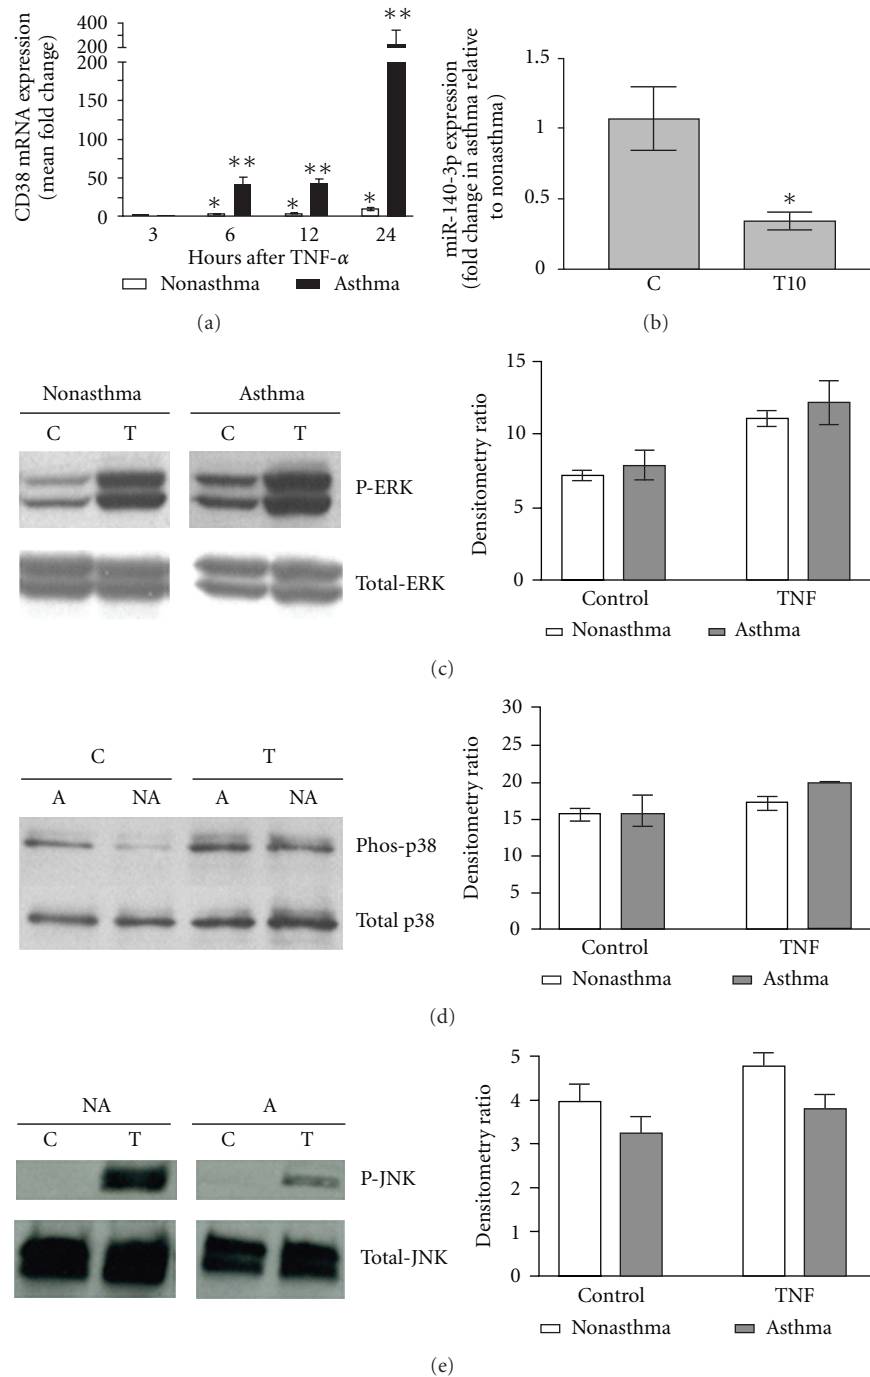 CD38 mRNA expression
(mean fold change)
400
200
200
150
100
50
0
* ** * ** * **
3 6 12 24
Hours after TNF-α
Nonasthma Asthma
(a)
miR-140-3p expression
(fold change in asthma relative
to nonasthma)
1.5
1
0.5
0
*
C T10
(b)
Nonasthma Asthma
C T C T
P-ERK
Total-ERK
Densitometry ratio
15
10
5
0
Control TNF
Nonasthma Asthma
(c)
C T
A NA A NA
Phos-p38
Total p38
Densitometry ratio
30
25
20
15
10
5
0
Control TNF
Nonasthma Asthma
(d)
NA A
C T C T
P-JNK
Total-JNK
Densitometry ratio
5
4
3
2
1
0
Control TNF
Nonasthma Asthma
(e)